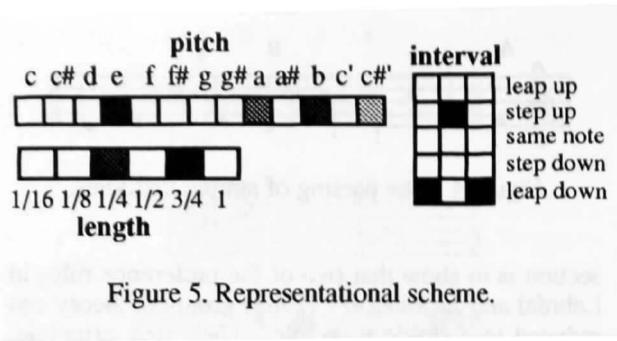 pitch
c c# d e f f# g g# a a# b c' c#'
1/16 1/8 1/4 1/2 3/4 1
length
interval
leap up
step up
same note
step down
leap down
Figure 5. Representational scheme.